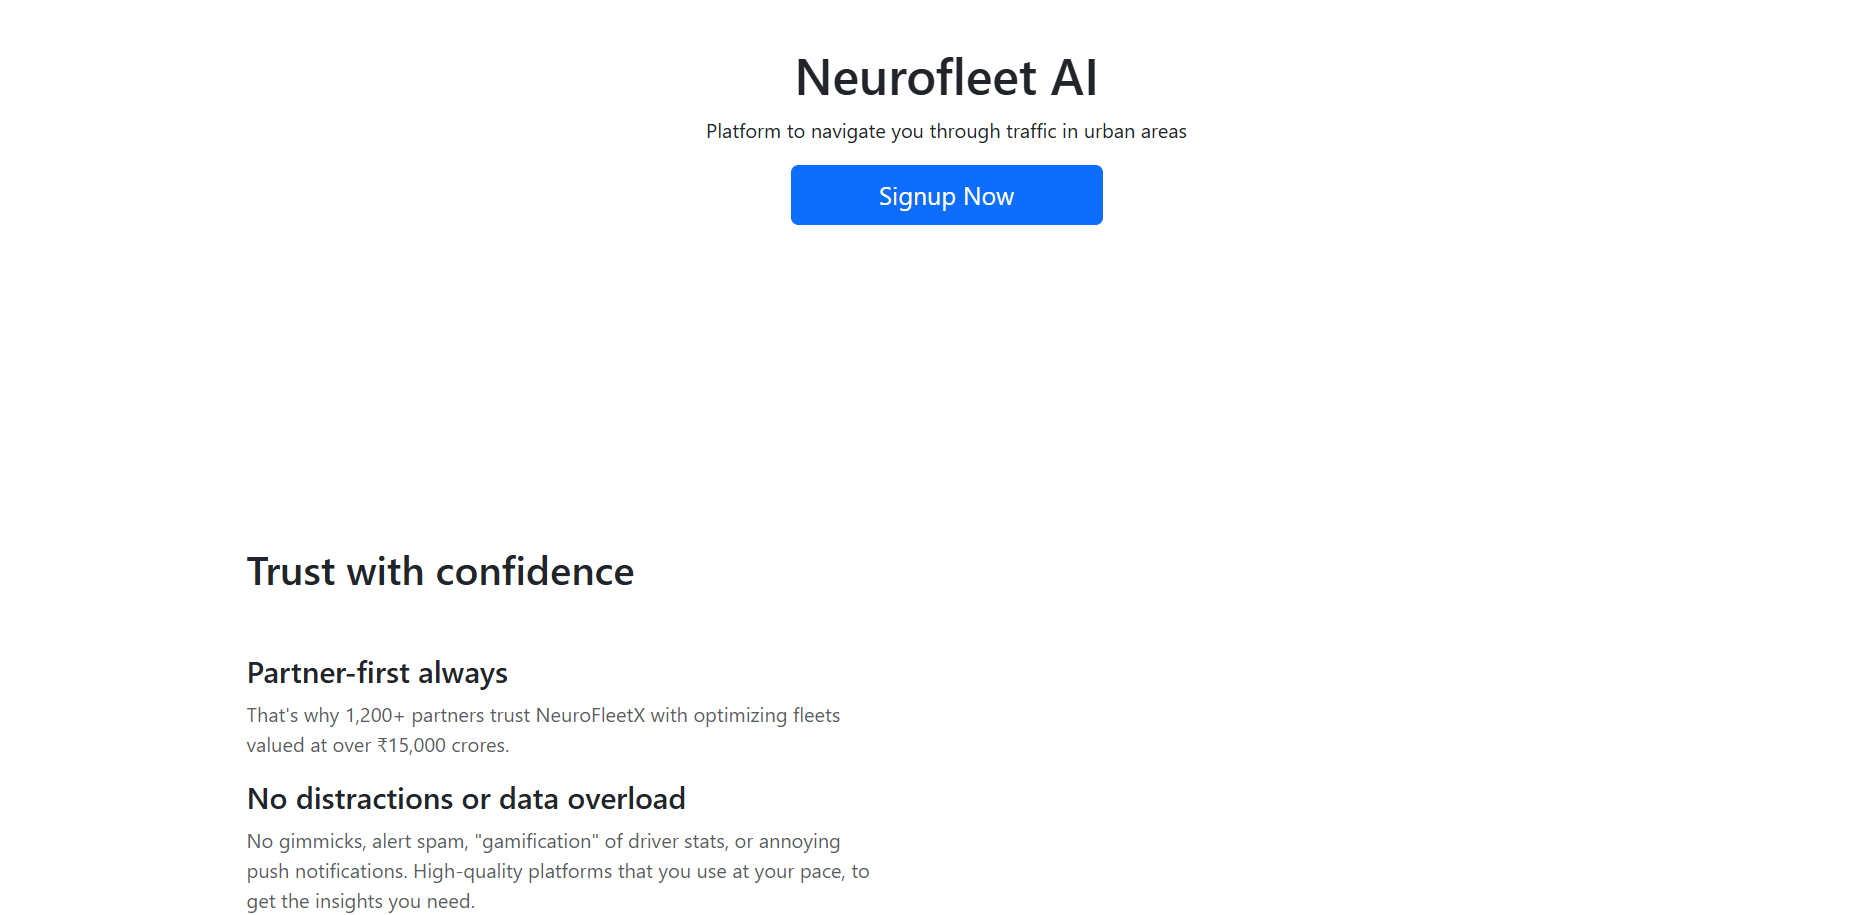 Neurofleet AI
Platform to navigate you through traffic in urban areas
Signup Now
Trust with confidence
Partner-first always
That's why 1,200+ partners trust NeuroFleetX with optimizing fleets
valued at over ₹15,000 crores.
No distractions or data overload
No gimmicks, alert spam, "gamification" of driver stats, or annoying
push notifications. High-quality platforms that you use at your pace, to
get the insights you need.